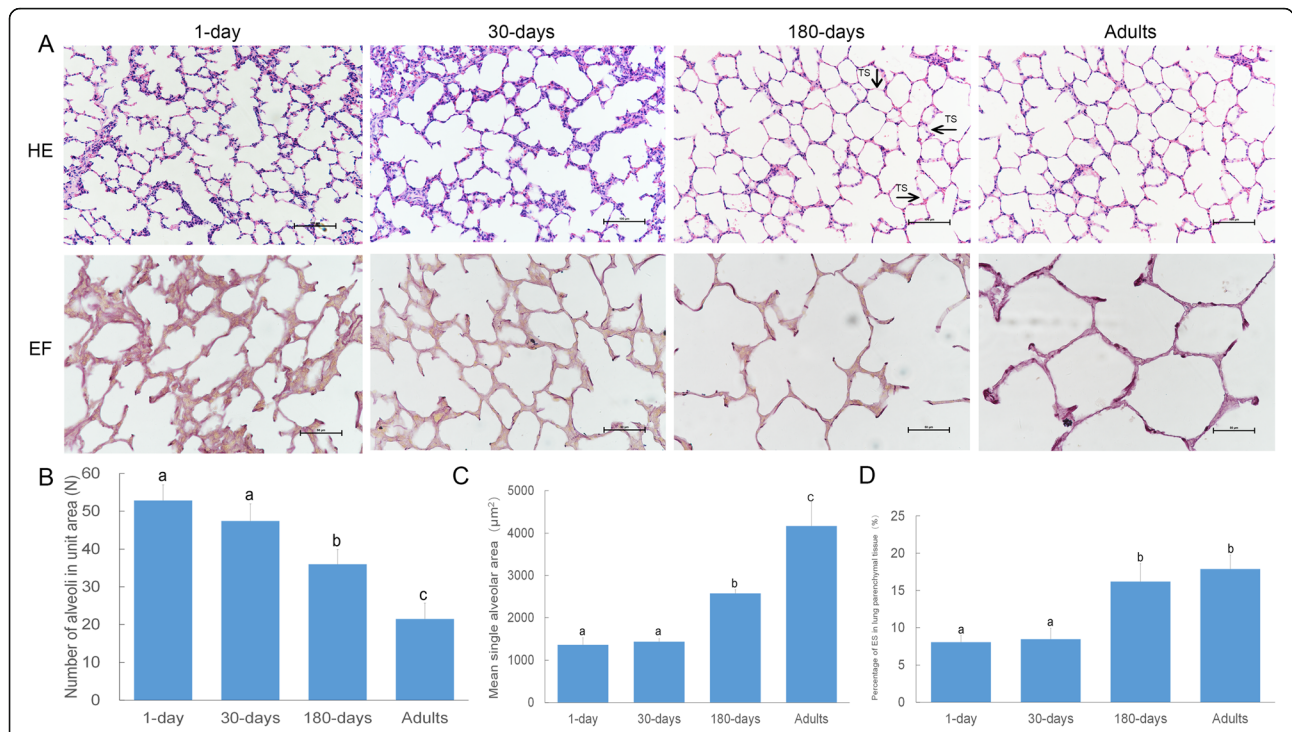 A
1-day
30-days
180-days
Adults
HE
TS
TS
TS
EF
B
Number of alveoli in unit area (N)
60
50
40
30
20
10
0
a
a
b
c
1-day
30-days
180-days
Adults
C
Mean single alveolar area（μm²）
5000
4000
3000
2000
1000
0
a
a
b
c
1-day
30-days
180-days
Adults
D
Percentage of ES in lung parenchymal tissue（%）
25
20
15
10
5
0
a
a
b
b
1-day
30-days
180-days
Adults